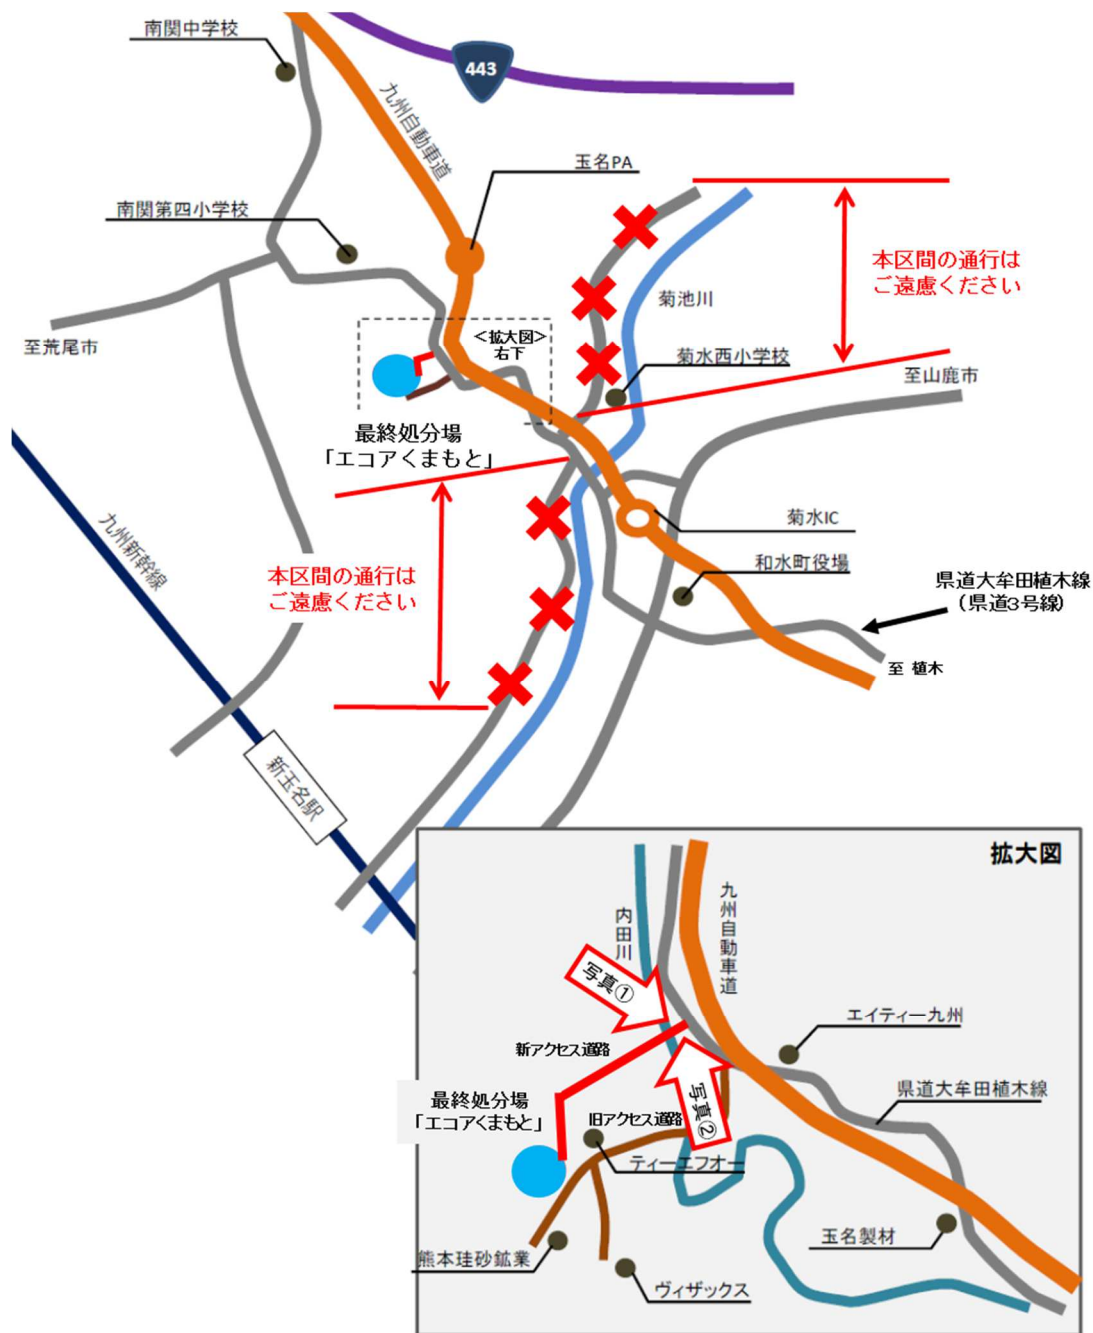 南関中学校
443
九州自動車道
玉名PA
南関第四小学校
本区間の通行は
ご遠慮ください
菊池川
<拡大図>
右下
菊水西小学校
至荒尾市
至山鹿市
最終処分場
「エコアくまもと」
九州新幹線
菊水IC
和水町役場
本区間の通行は
ご遠慮ください
県道大牟田植木線
(県道3号線)
至 植木
新玉名駅
拡大図
九州自動車道
内田川
写真①
エイティー九州
新アクセス道路
県道大牟田植木線
最終処分場
「エコアくまもと」
写真②
旧アクセス道路
ティーエフオー
玉名製材
熊本珪砂鉱業
ヴィザックス